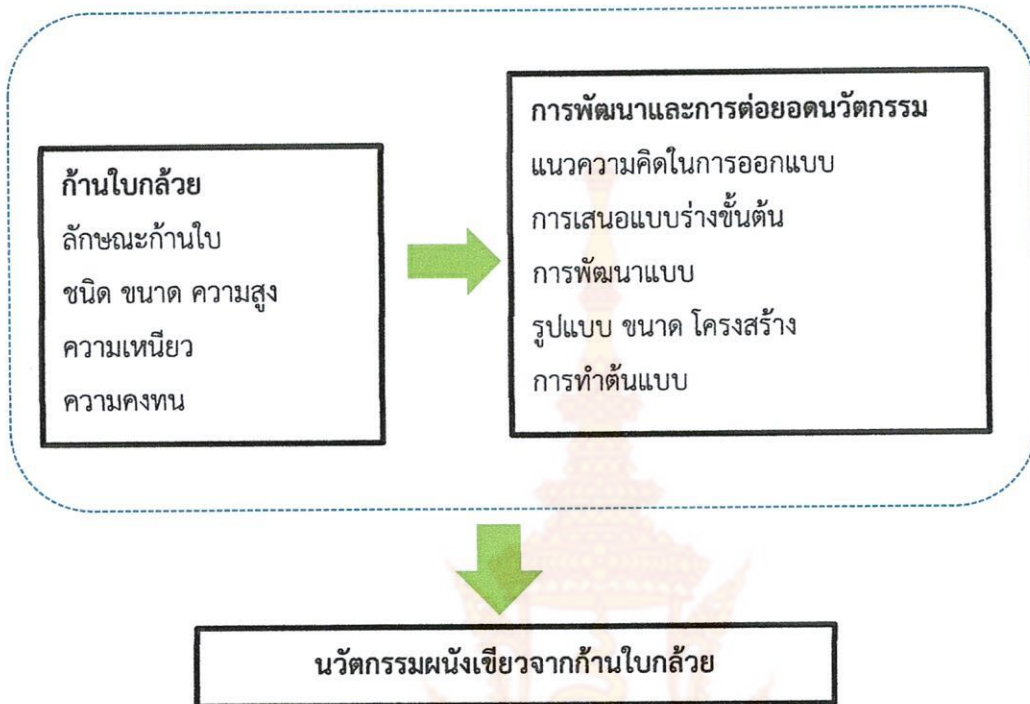 ก้านใบกล้วย
ลักษณะก้านใบ
ชนิด ขนาด ความสูง
ความเหนียว
ความคงทน
การพัฒนาและการต่อยอดนวัตกรรม
แนวความคิดในการออกแบบ
การเสนอแบบร่างขั้นต้น
การพัฒนาแบบ
รูปแบบ ขนาด โครงสร้าง
การทำต้นแบบ
นวัตกรรมผนังเขียวจากก้านใบกล้วย